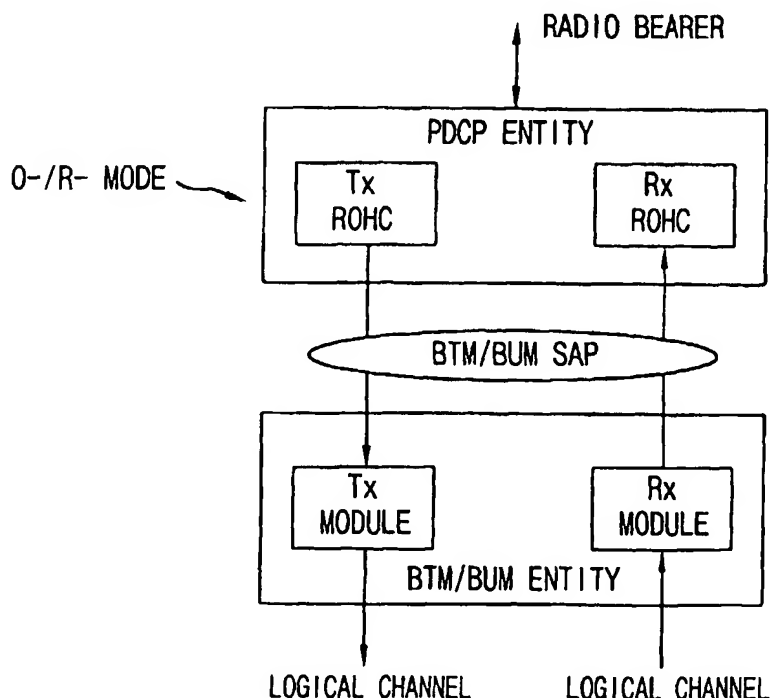 RADIO BEARER
PDCP ENTITY
O-/R- MODE
Tx
ROHC
Rx
ROHC
BTM/BUM SAP
Tx
MODULE
Rx
MODULE
BTM/BUM ENTITY
LOGICAL CHANNEL
LOGICAL CHANNEL